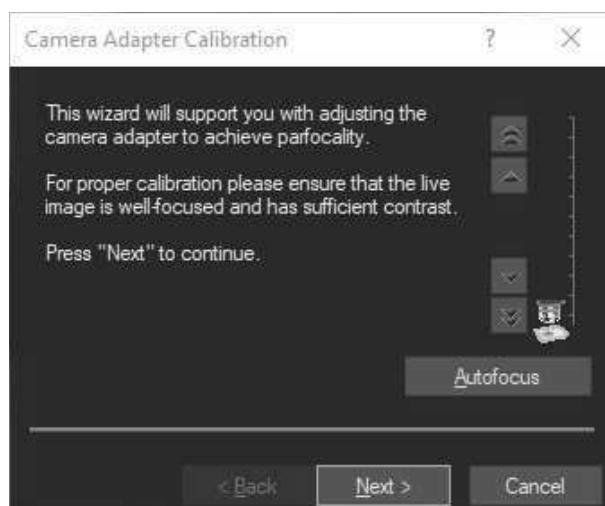 Camera Adapter Calibration ?
This wizard will support you with adjusting the
camera adapter to achieve parfocality.
For proper calibration please ensure that the live
image is well-focused and has sufficient contrast.
Press "Next" to continue.
Autofocus
< Back Next > Cancel